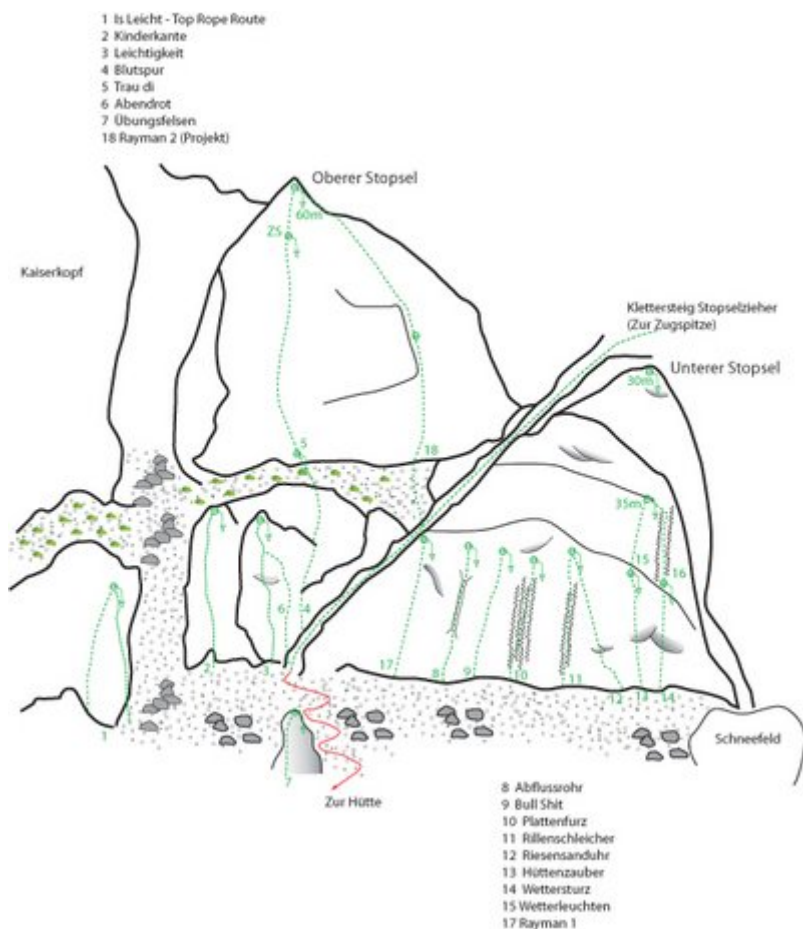 1 Is Leicht - Top Rope Route
2 Kinderkante
3 Leichtigkeit
4 Blutspur
5 Trau di
6 Abendrot
7 Übungsfelsen
18 Rayman 2 (Projekt)
Oberer Stopsel
60m
ZS
Kaiserkopf
Klettersteig Stopselzieher
(Zur Zugspitze)
Unterer Stopsel
30m
5
18
35m
15
16
6
4
2
3
17
8
9
10
11
12
13
14
1
7
Schneefeld
Zur Hütte
8 Abflussrohr
9 Bull Shit
10 Plattenfurz
11 Rillenschleicher
12 Riesensanduhr
13 Hüttenzauber
14 Wettersturz
15 Wetterleuchten
17 Rayman 1